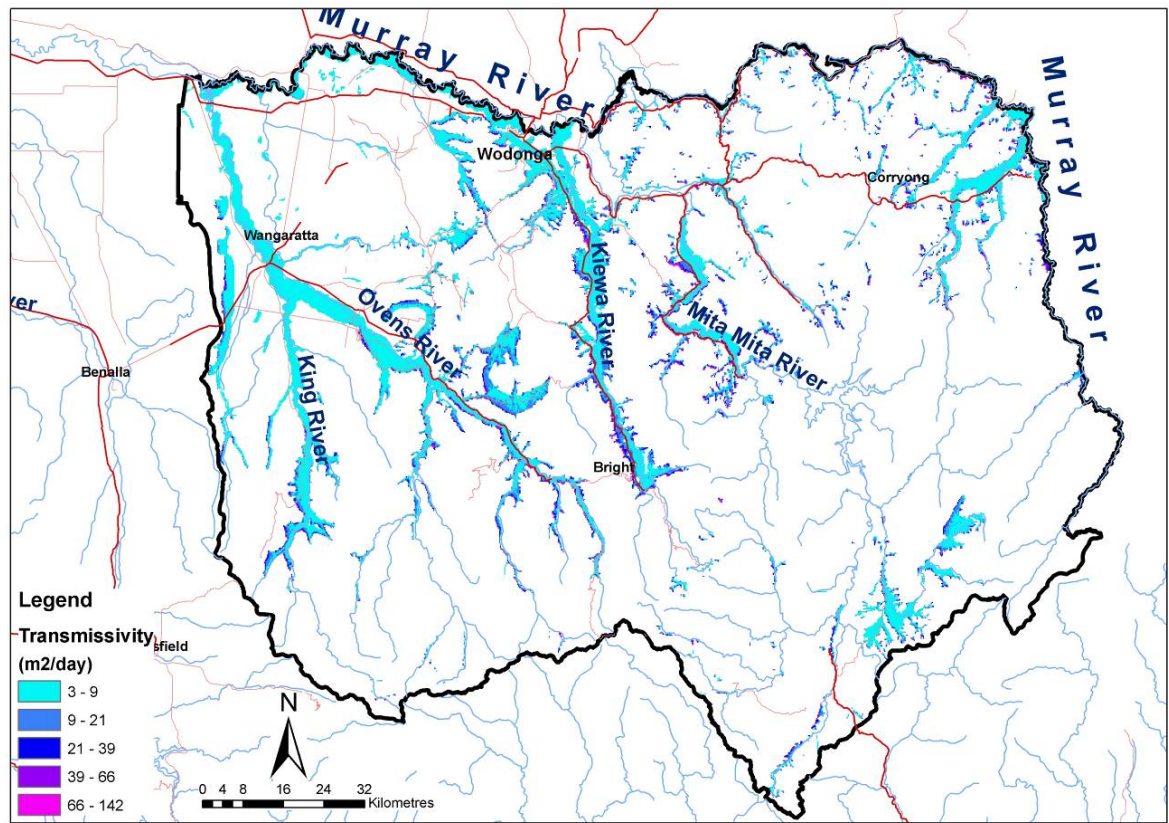 Murray River
Murray River
Wodonga
Corryong
Wangaratta
Kiewa River
Ovens River
Mita Mita River
ver
Benalla
King River
Bright
Legend
Transmissivity
(m2/day)
sfield
3 - 9
9 - 21
21 - 39
39 - 66
66 - 142
N
0 4 8 16 24 32
Kilometres